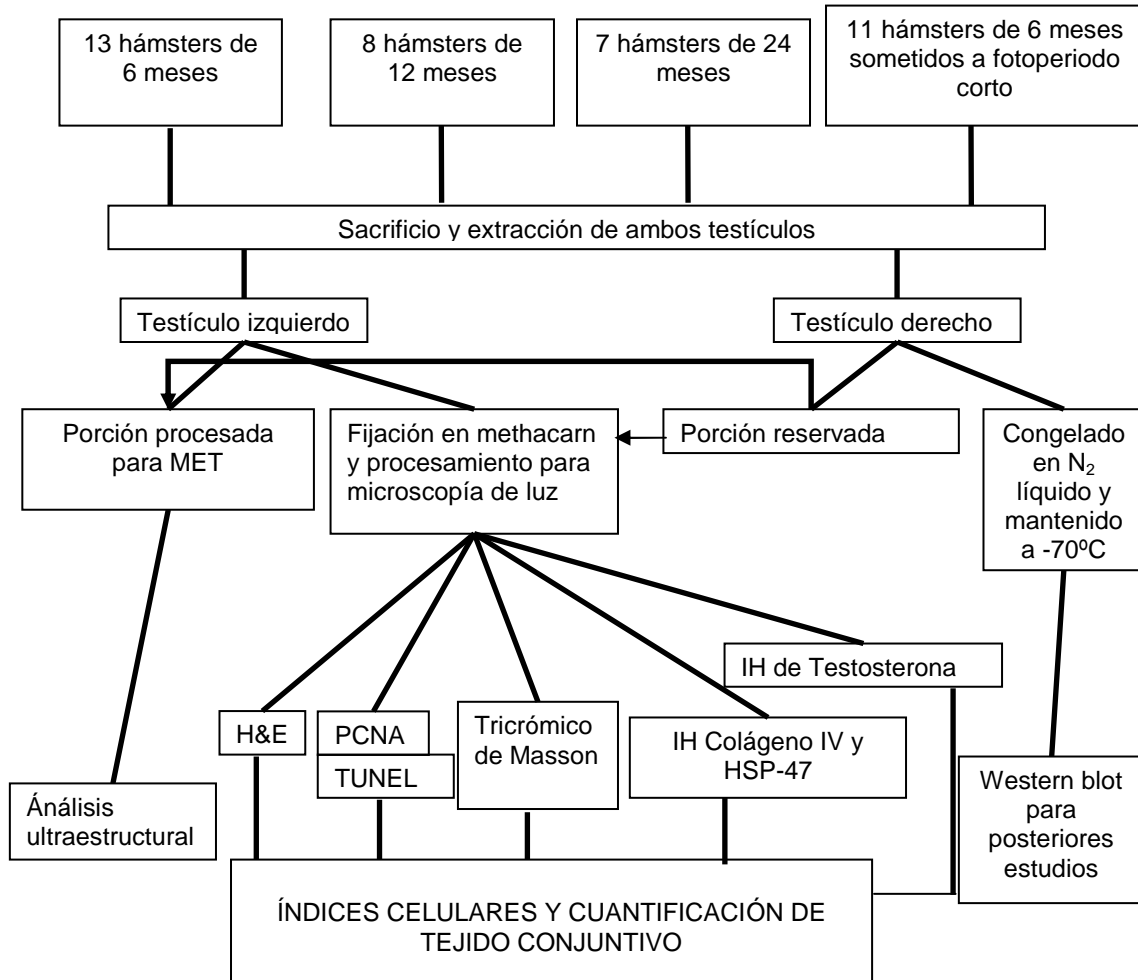 13 hámsters de
6 meses
8 hámsters de
12 meses
7 hámsters de 24
meses
11 hámsters de 6 meses
sometidos a fotoperiodo
corto
Sacrificio y extracción de ambos testículos
Testículo izquierdo
Testículo derecho
Porción procesada
para MET
Fijación en methacarn
y procesamiento para
microscopía de luz
Porción reservada
Congelado
en N₂
líquido y
mantenido
a -70ºC
IH de Testosterona
H&E
PCNA
TUNEL
Tricrómico
de Masson
IH Colágeno IV y
HSP-47
Ánálisis
ultraestructural
Western blot
para
posteriores
estudios
ÍNDICES CELULARES Y CUANTIFICACIÓN DE
TEJIDO CONJUNTIVO